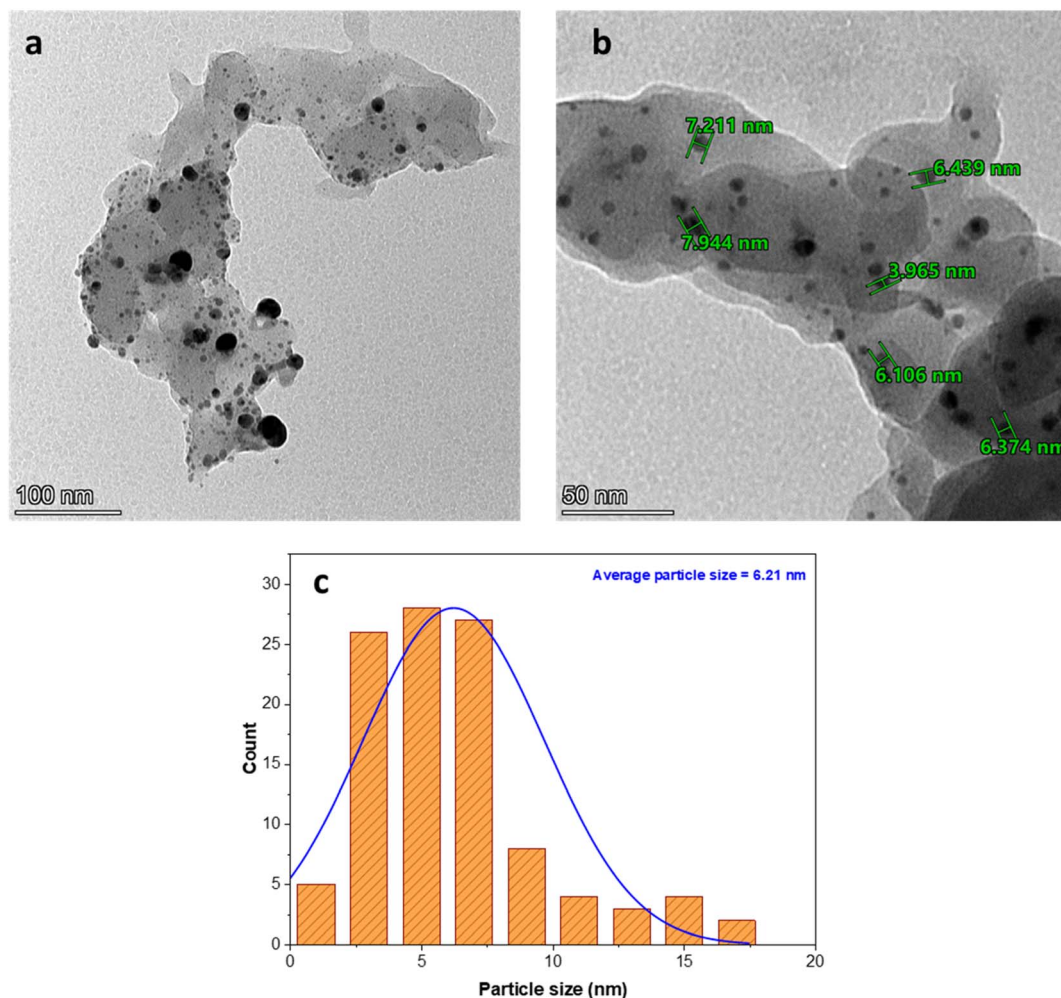 a
100 nm
b
7.211 nm
6.439 nm
7.944 nm
3.965 nm
6.106 nm
6.374 nm
50 nm
c
Average particle size = 6.21 nm
30
25
20
15
10
5
0
Count
0 5 10 15 20
Particle size (nm)